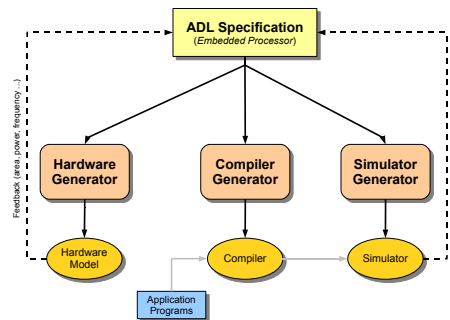 ADL Specification
(Embedded Processor)
Feedback (area, power, frequency ...)
Hardware
Generator
Compiler
Generator
Simulator
Generator
Hardware
Model
Compiler
Simulator
Application
Programs